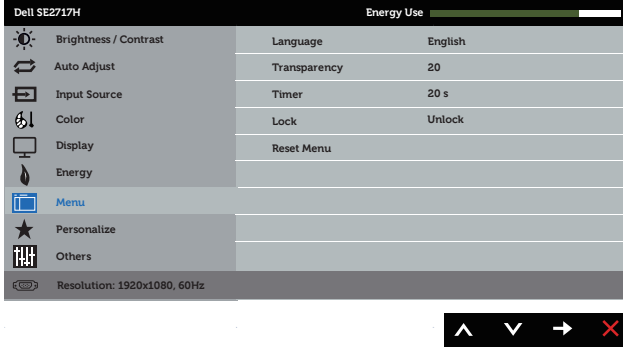 Dell SE2717H Energy Use
Brightness / Contrast
Auto Adjust
Input Source
Color
Display
Energy
Menu
Personalize
Others
Language English
Transparency 20
Timer 20 s
Lock Unlock
Reset Menu
Resolution: 1920x1080, 60Hz